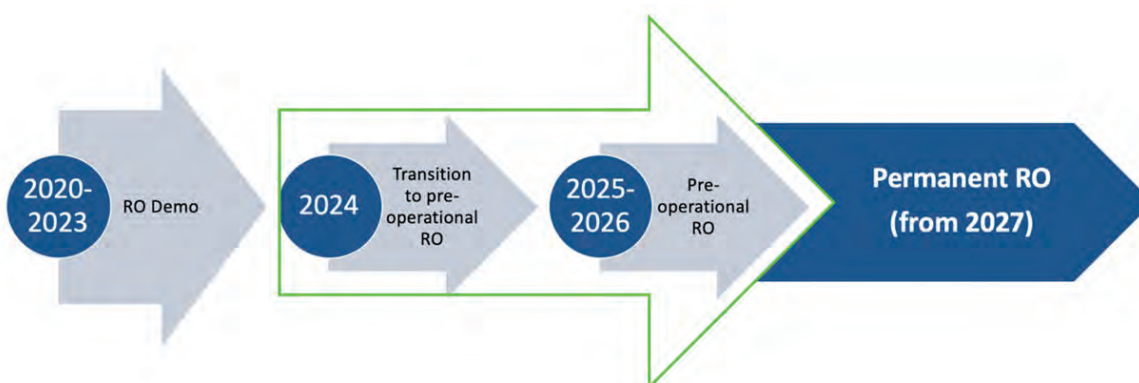 2020-
2023
RO Demo
2024
Transition
to pre-
operational
RO
2025-
2026
Pre-
operational
RO
Permanent RO
(from 2027)